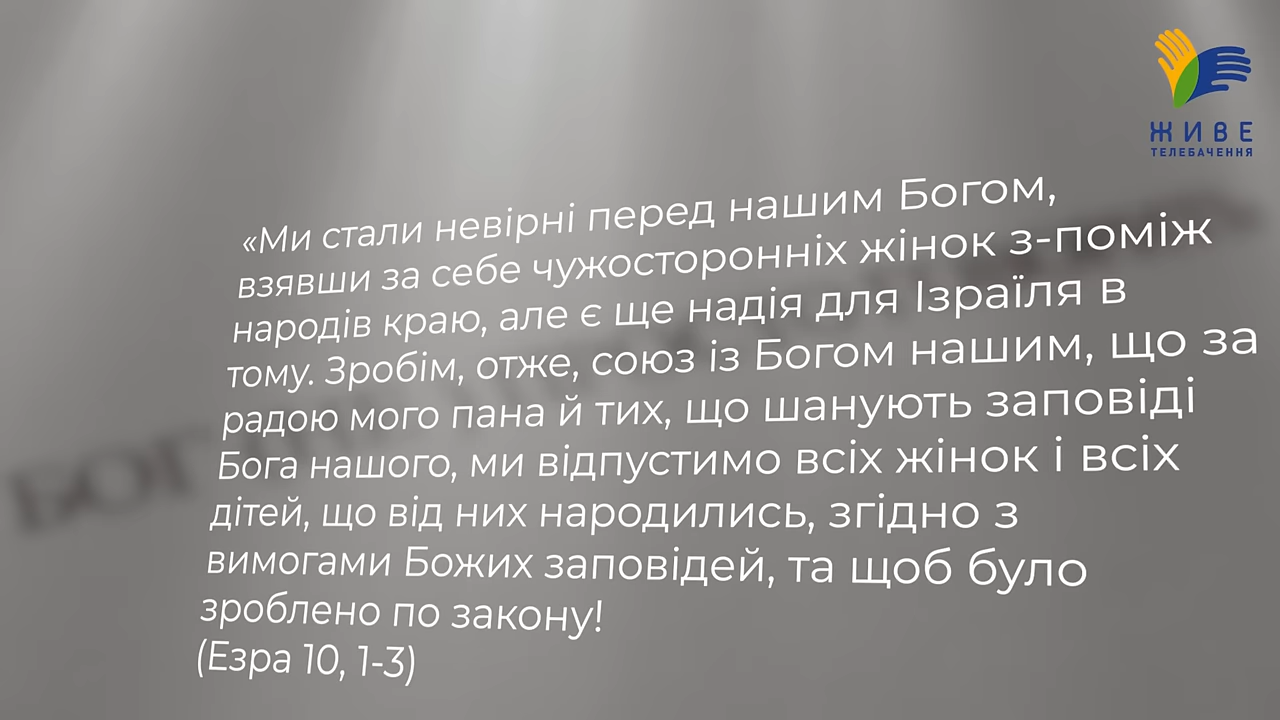 ЖИВЕ
ТЕЛЕБАЧЕННЯ
«Ми стали невірні перед нашим Богом,
взявши за себе чужосторонніх жінок з-поміж
народів краю, але є ще надія для Ізраїля в
тому. Зробім, отже, союз із Богом нашим, що за
радою мого пана й тих, що шанують заповіді
Бога нашого, ми відпустимо всіх жінок і всіх
дітей, що від них народились, згідно з
вимогами Божих заповідей, та щоб було
зроблено по закону!
(Езра 10, 1-3)
БОГ